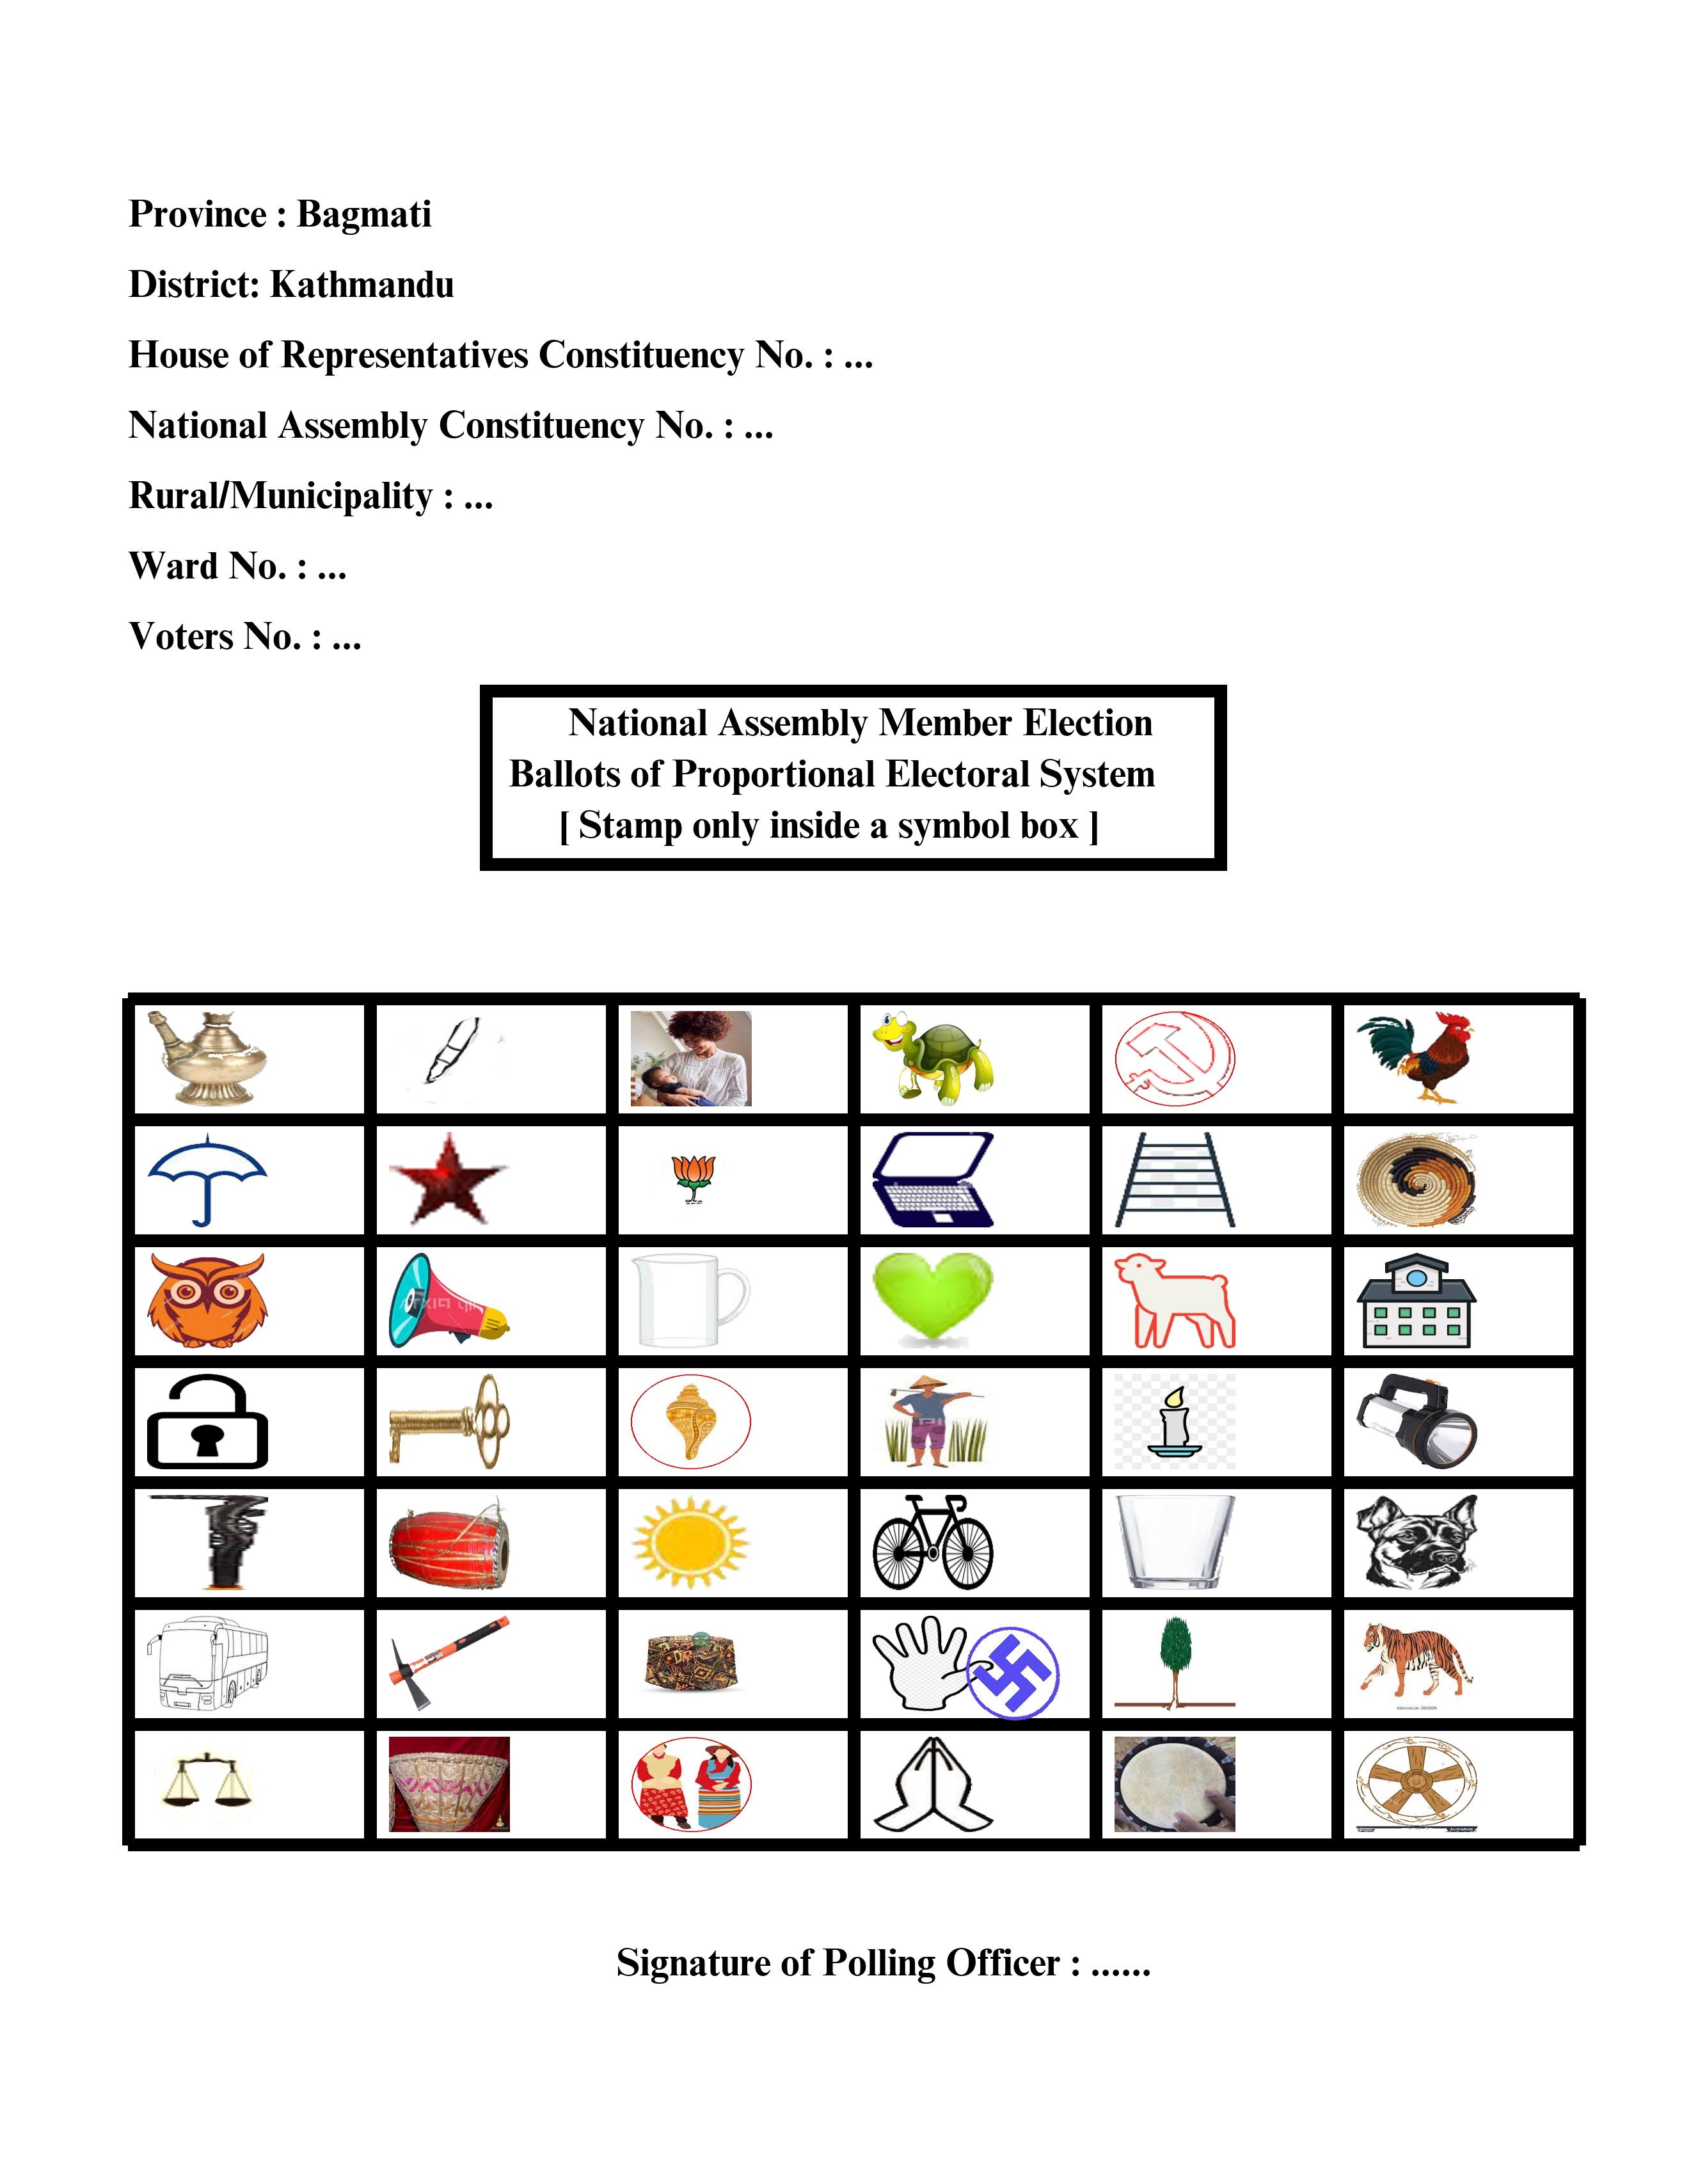 Province : Bagmati
District: Kathmandu
House of Representatives Constituency No. : ...
National Assembly Constituency No. : ...
Rural/Municipality : ...
Ward No. : ...
Voters No. : ...
National Assembly Member Election
Ballots of Proportional Electoral System
[ Stamp only inside a symbol box ]
Signature of Polling Officer : ......